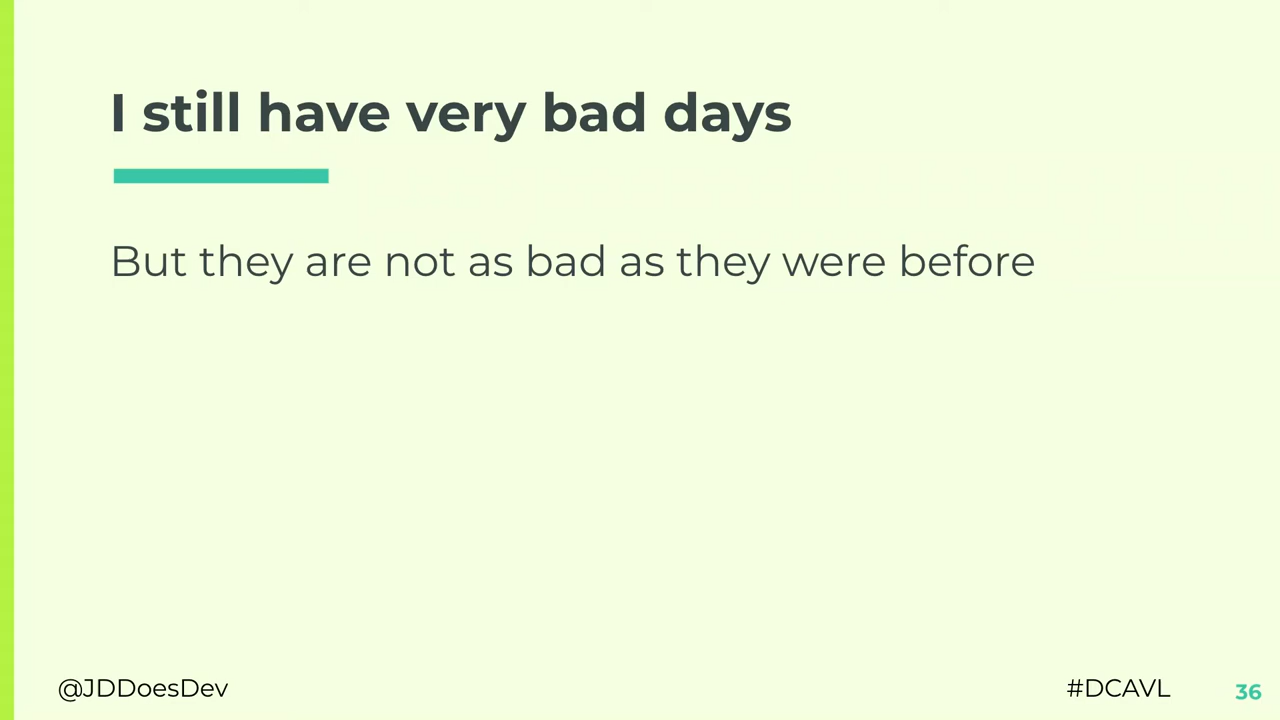 I still have very bad days
But they are not as bad as they were before
@JDDoesDev
#DCAVL
36